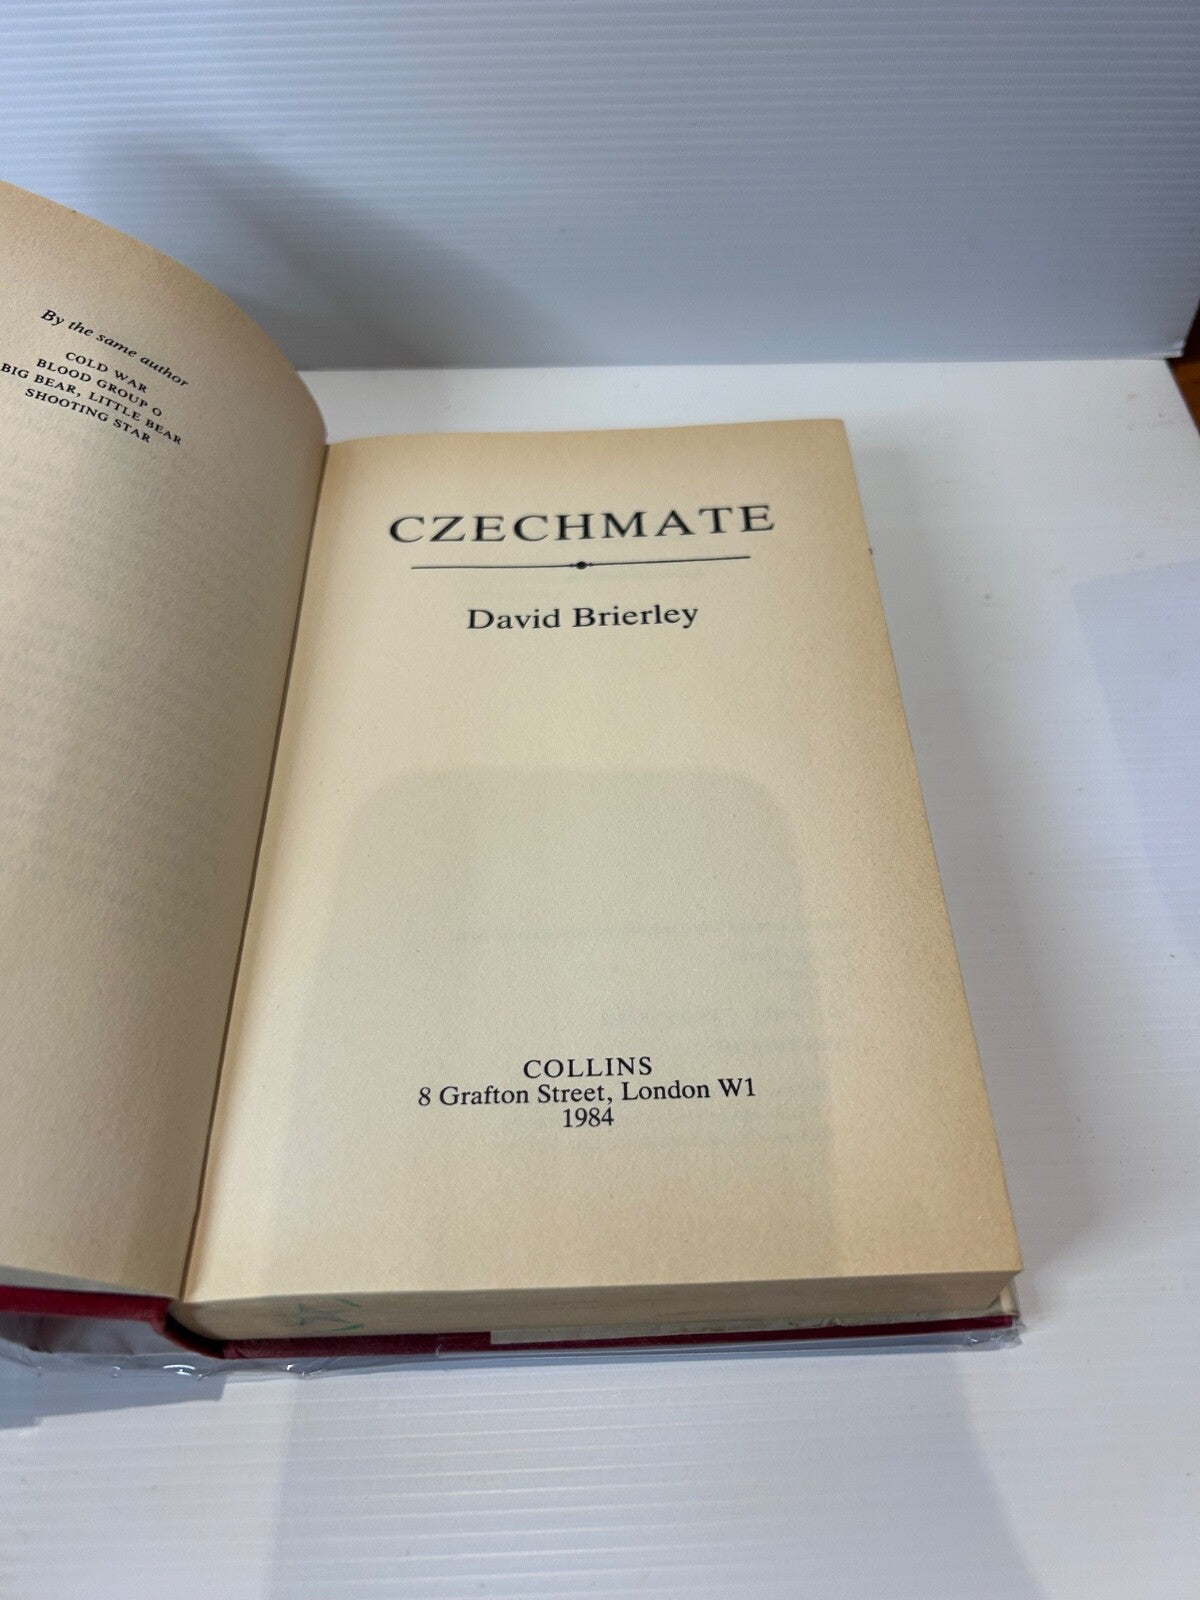 By the same author
COLD WAR
BLOOD GROUP O
BIG BEAR, LITTLE BEAR
SHOOTING STAR
CZECHMATE
David Brierley
COLLINS
8 Grafton Street, London W1
1984